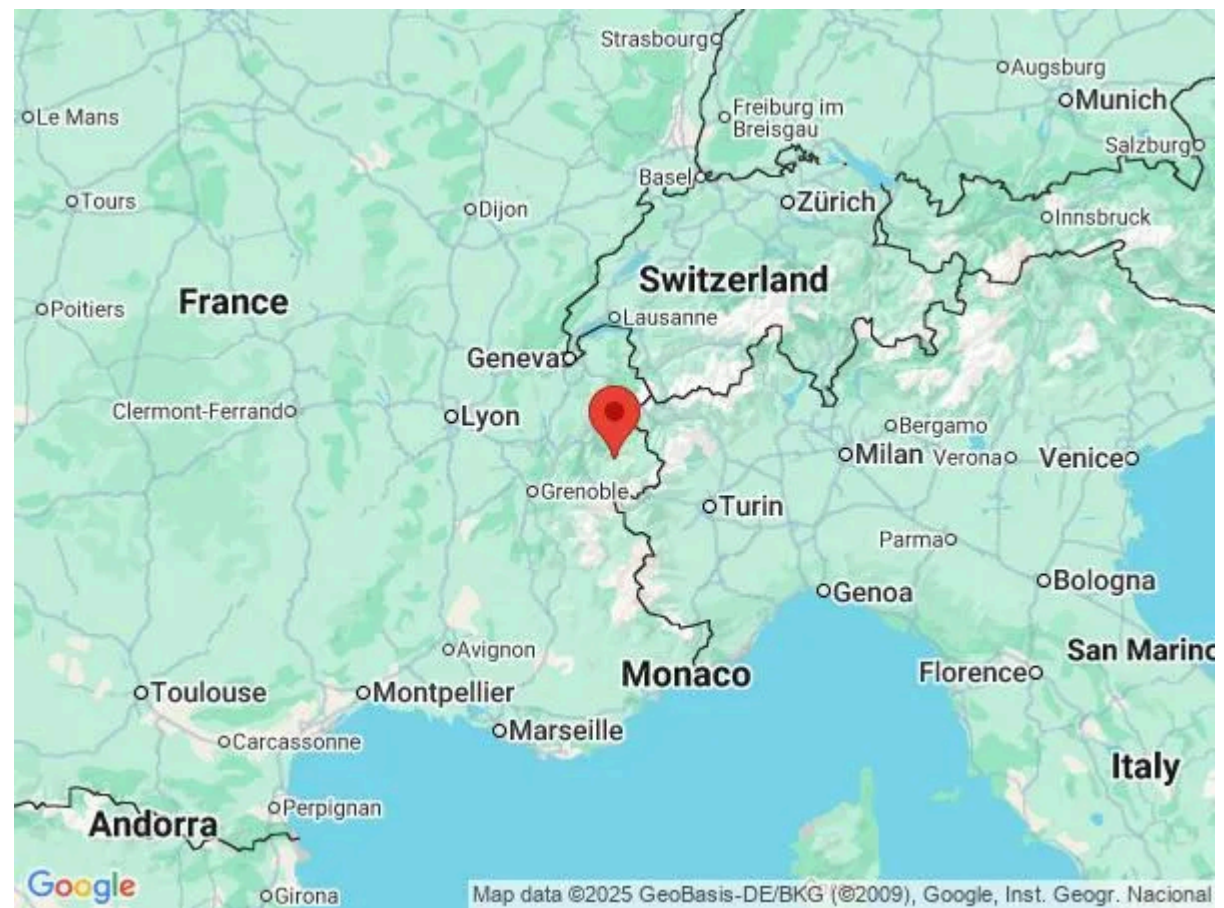 Strasbourg
Augsburg
Munich
Freiburg im
Breisgau
Le Mans
Salzburg
Basel
Tours
Dijon
Zürich
Innsbruck
Switzerland
France
Poitiers
Lausanne
Geneva
Clermont-Ferrand
Lyon
Bergamo
Milan
Verona
Venice
Grenoble
Turin
Parma
Genoa
Bologna
Avignon
San Marino
Monaco
Florence
Toulouse
Montpellier
Marseille
Carcassonne
Italy
Perpignan
Andorra
Google
Girona
Map data ©2025 GeoBasis-DE/BKG (©2009), Google, Inst. Geogr. Nacional